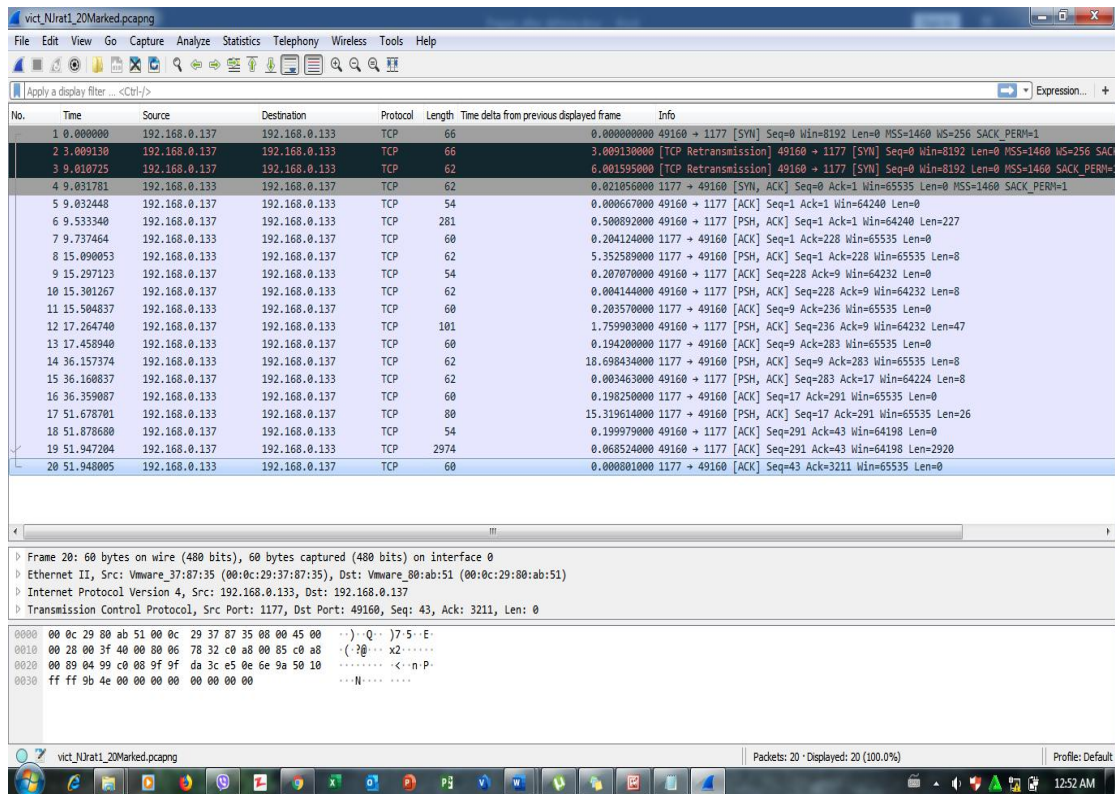 vict_NJrat1_20Marked.pcapng
File Edit View Go Capture Analyze Statistics Telephony Wireless Tools Help
Apply a display filter ... <Ctrl-/> Expression... +
No. Time Source Destination Protocol Length Time delta from previous displayed frame Info
1 0.000000 192.168.0.137 192.168.0.133 TCP 66 0.000000000 49160 → 1177 [SYN] Seq=0 Win=8192 Len=0 MSS=1460 WS=256 SACK_PERM=1
2 3.009130 192.168.0.137 192.168.0.133 TCP 66 3.009130000 [TCP Retransmission] 49160 → 1177 [SYN] Seq=0 Win=8192 Len=0 MSS=1460 WS=256 SAC
3 9.010725 192.168.0.137 192.168.0.133 TCP 62 6.001595000 [TCP Retransmission] 49160 → 1177 [SYN] Seq=0 Win=8192 Len=0 MSS=1460 SACK_PERM=
4 9.031781 192.168.0.133 192.168.0.137 TCP 62 0.021056000 1177 → 49160 [SYN, ACK] Seq=0 Ack=1 Win=65535 Len=0 MSS=1460 SACK_PERM=1
5 9.032448 192.168.0.137 192.168.0.133 TCP 54 0.000667000 49160 → 1177 [ACK] Seq=1 Ack=1 Win=64240 Len=0
6 9.533340 192.168.0.137 192.168.0.133 TCP 281 0.500892000 49160 → 1177 [PSH, ACK] Seq=1 Ack=1 Win=64240 Len=227
7 9.737464 192.168.0.133 192.168.0.137 TCP 60 0.204124000 1177 → 49160 [ACK] Seq=1 Ack=228 Win=65535 Len=0
8 15.090053 192.168.0.133 192.168.0.137 TCP 62 5.352589000 1177 → 49160 [PSH, ACK] Seq=1 Ack=228 Win=65535 Len=8
9 15.297123 192.168.0.137 192.168.0.133 TCP 54 0.207070000 49160 → 1177 [ACK] Seq=228 Ack=9 Win=64232 Len=0
10 15.301267 192.168.0.137 192.168.0.133 TCP 62 0.004144000 49160 → 1177 [PSH, ACK] Seq=228 Ack=9 Win=64232 Len=8
11 15.504837 192.168.0.133 192.168.0.137 TCP 60 0.203570000 1177 → 49160 [ACK] Seq=9 Ack=236 Win=65535 Len=0
12 17.264740 192.168.0.137 192.168.0.133 TCP 101 1.759903000 49160 → 1177 [PSH, ACK] Seq=236 Ack=9 Win=64232 Len=47
13 17.458940 192.168.0.133 192.168.0.137 TCP 60 0.194200000 1177 → 49160 [ACK] Seq=9 Ack=283 Win=65535 Len=0
14 36.157374 192.168.0.133 192.168.0.137 TCP 62 18.698434000 1177 → 49160 [PSH, ACK] Seq=9 Ack=283 Win=65535 Len=8
15 36.160837 192.168.0.137 192.168.0.133 TCP 62 0.003463000 49160 → 1177 [PSH, ACK] Seq=283 Ack=17 Win=64224 Len=8
16 36.359087 192.168.0.133 192.168.0.137 TCP 60 0.198250000 1177 → 49160 [ACK] Seq=17 Ack=291 Win=65535 Len=0
17 51.678701 192.168.0.133 192.168.0.137 TCP 80 15.319614000 1177 → 49160 [PSH, ACK] Seq=17 Ack=291 Win=65535 Len=26
18 51.878680 192.168.0.137 192.168.0.133 TCP 54 0.199979000 49160 → 1177 [ACK] Seq=291 Ack=43 Win=64198 Len=0
19 51.947204 192.168.0.137 192.168.0.133 TCP 2974 0.068524000 49160 → 1177 [ACK] Seq=291 Ack=43 Win=64198 Len=2920
20 51.948005 192.168.0.133 192.168.0.137 TCP 60 0.000801000 1177 → 49160 [ACK] Seq=43 Ack=3211 Win=65535 Len=0
Frame 20: 60 bytes on wire (480 bits), 60 bytes captured (480 bits) on interface 0
Ethernet II, Src: Vmware_37:87:35 (00:0c:29:37:87:35), Dst: Vmware_80:ab:51 (00:0c:29:80:ab:51)
Internet Protocol Version 4, Src: 192.168.0.133, Dst: 192.168.0.137
Transmission Control Protocol, Src Port: 1177, Dst Port: 49160, Seq: 43, Ack: 3211, Len: 0
0000 00 0c 29 80 ab 51 00 0c 29 37 87 35 08 00 45 00 ··)··Q·· )7·5··E·
0010 00 28 00 3f 40 00 80 06 78 32 c0 a8 00 85 c0 a8 ·(·?@··· x2······
0020 00 89 04 99 c0 08 9f 9f da 3c e5 0e 6e 9a 50 10 ········ ·<··n·P·
0030 ff ff 9b 4e 00 00 00 00 00 00 00 00 ···N···· ····
vict_NJrat1_20Marked.pcapng Packets: 20 · Displayed: 20 (100.0%) Profile: Default
12:52 AM